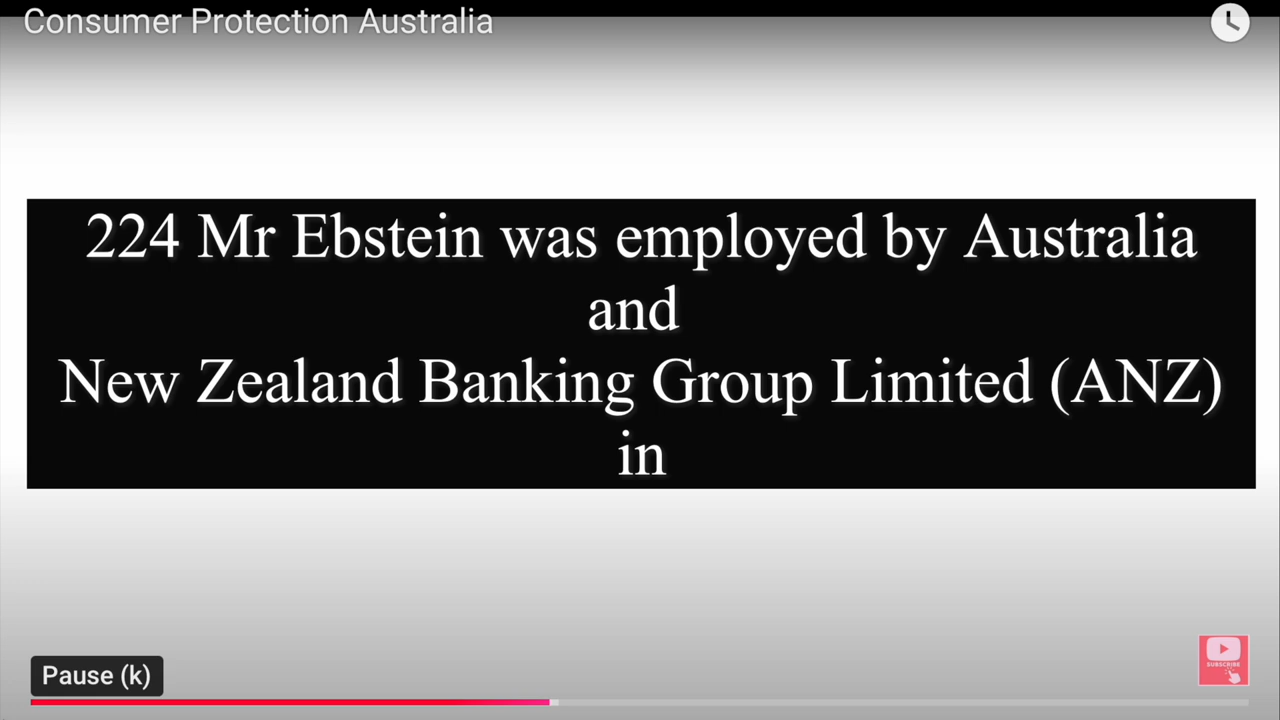 Consumer Protection Australia
224 Mr Ebstein was employed by Australia
and
New Zealand Banking Group Limited (ANZ)
in
SUBSCRIBE
Pause (k)